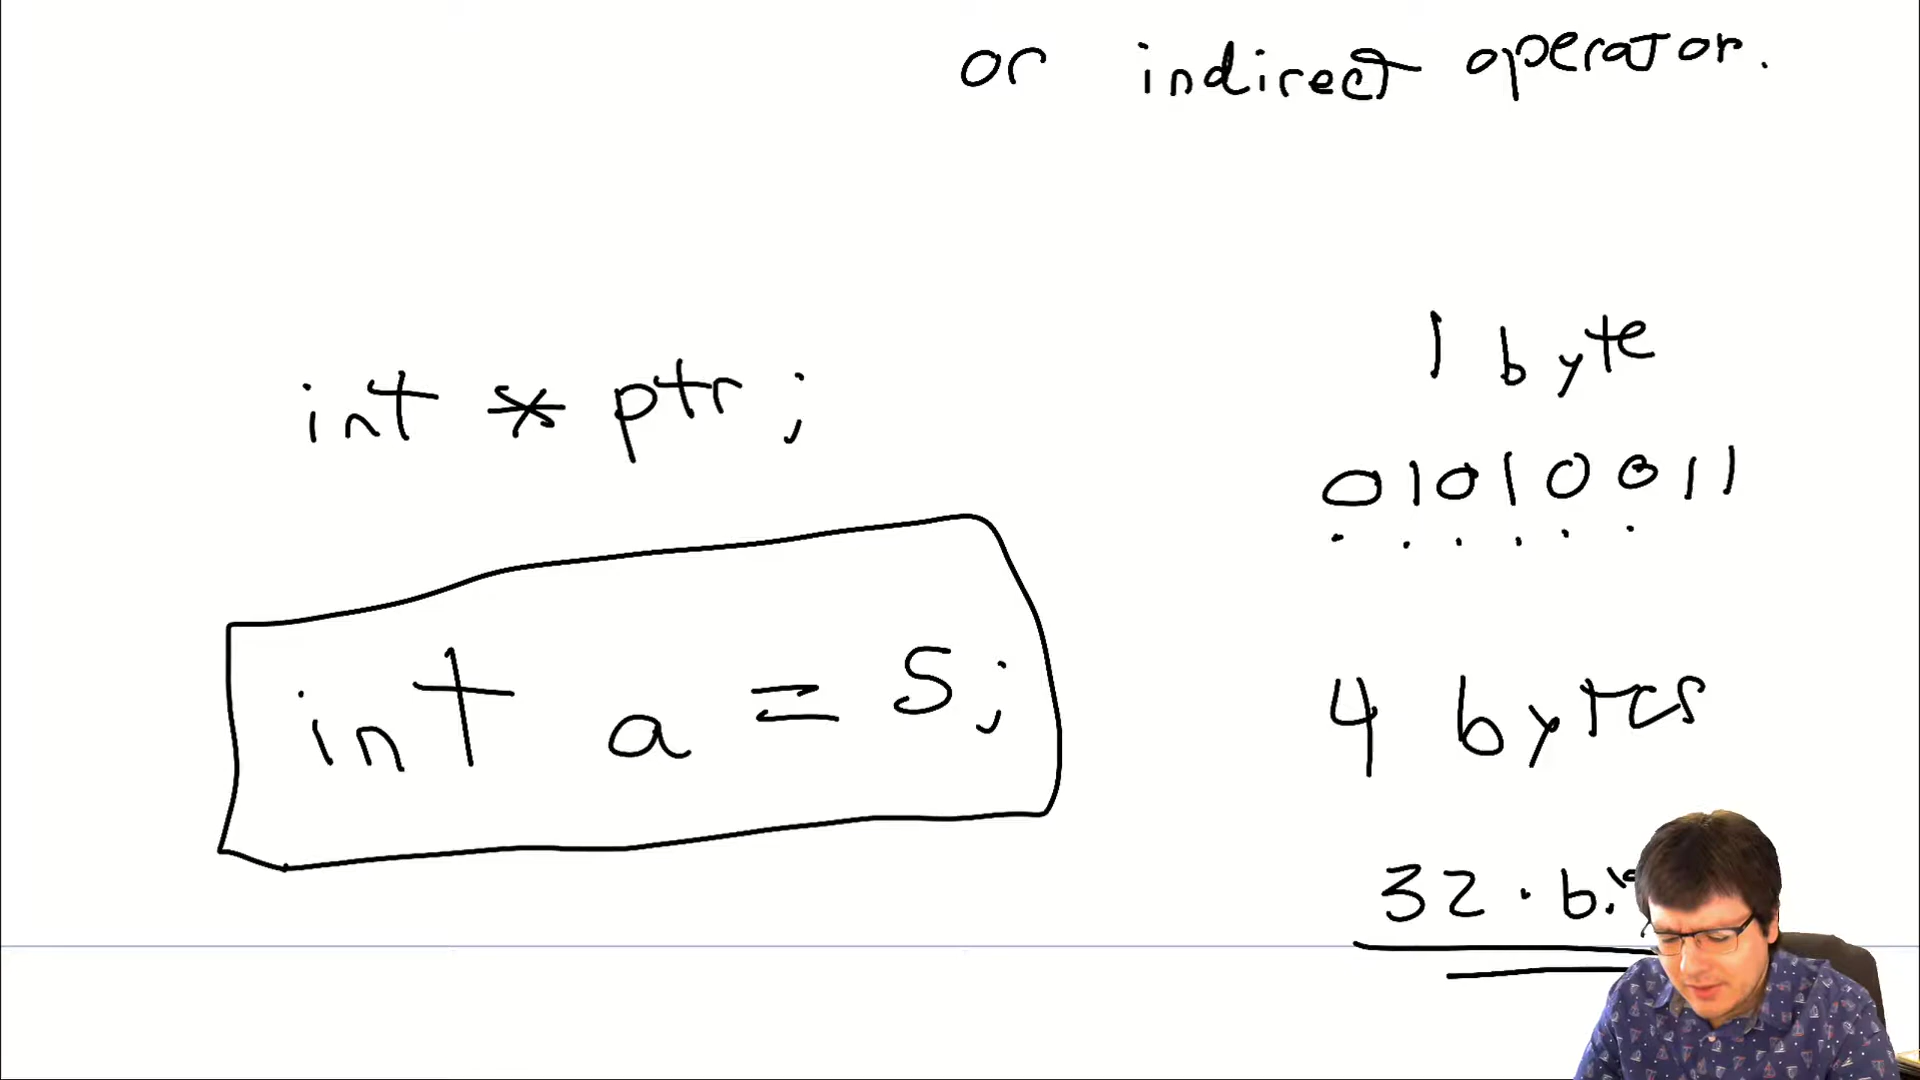 or indirect operator.
int * ptr ;
int a = 5;
1 byte
01010011
4 bytes
32 · bi